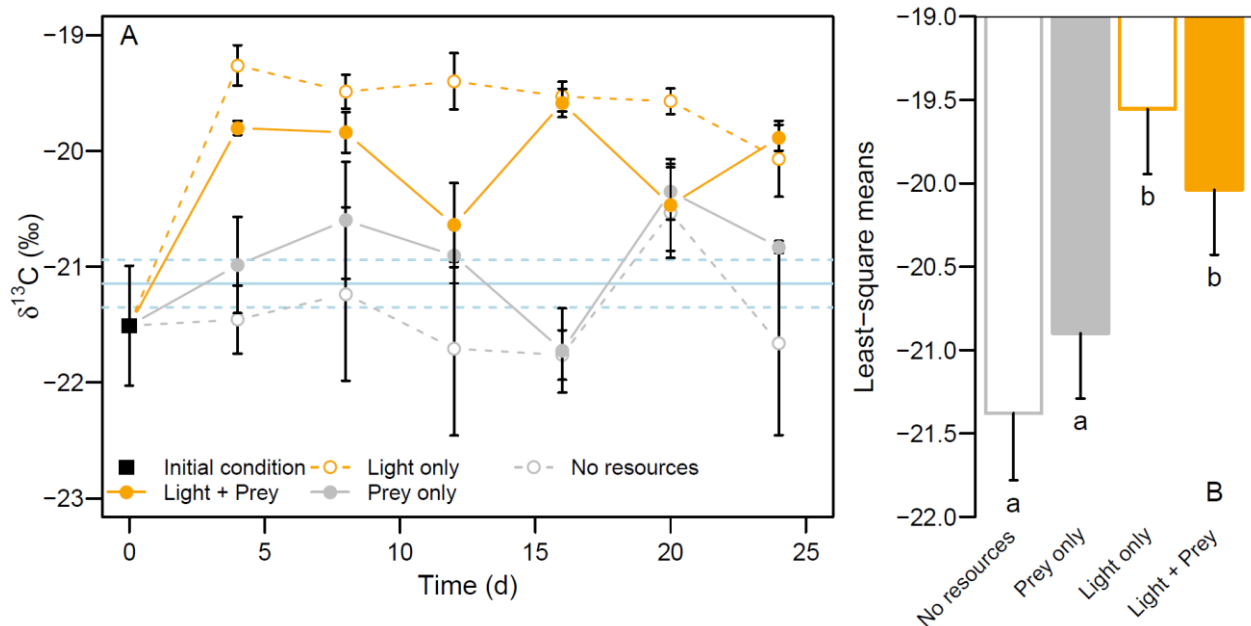 A
−19
−20
−21
−22
−23
δ¹³C (‰)
Initial condition
Light only
No resources
Light + Prey
Prey only
0
5
10
15
20
25
Time (d)
−19.0
−19.5
−20.0
−20.5
−21.0
−21.5
−22.0
Least−square means
a
a
b
b
B
No resources
Prey only
Light only
Light + Prey